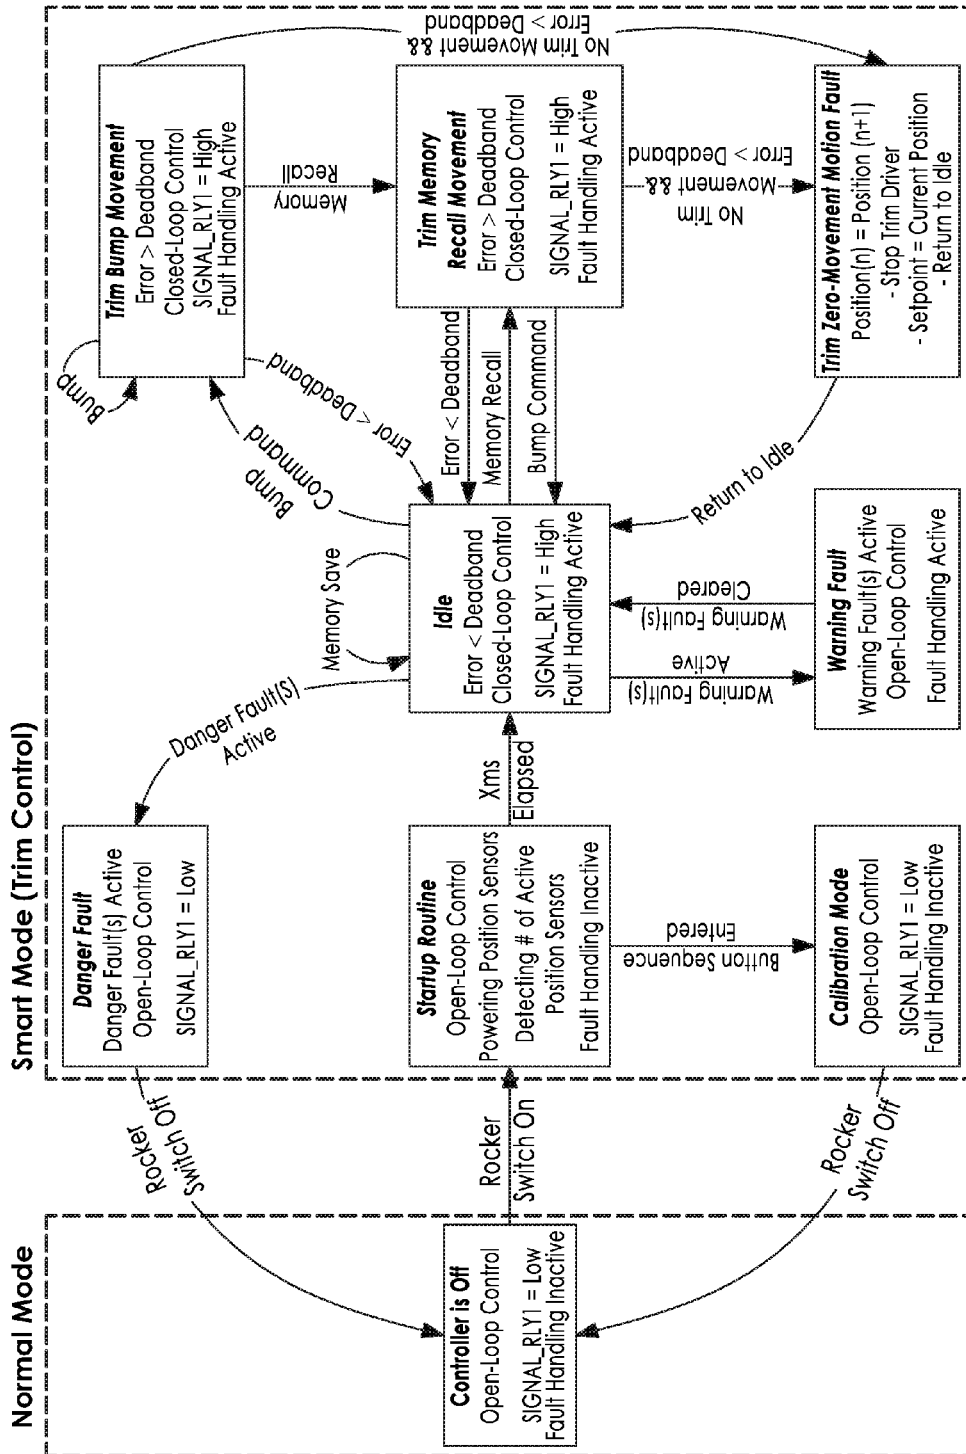 Normal Mode
Smart Mode (Trim Control)
Controller is Off
Open-Loop Control
SIGNAL_RLY1 = Low
Fault Handling Inactive
Rocker
Switch Off
Rocker
Switch On
Rocker
Switch Off
Danger Fault
Danger Fault(s) Active
Open-Loop Control
SIGNAL_RLY1 = Low
Startup Routine
Open-Loop Control
Powering Position Sensors
Detecting # of Active
Position Sensors
Fault Handling Inactive
Button Sequence
Entered
Calibration Mode
Open-Loop Control
SIGNAL_RLY1 = Low
Fault Handling Inactive
Danger Fault(S)
Active
Xms
Elapsed
Memory Save
Idle
Error < Deadband
Closed-Loop Control
SIGNAL_RLY1 = High
Fault Handling Active
Warning Fault(s)
Active
Warning Fault(s)
Cleared
Warning Fault
Warning Fault(s) Active
Open-Loop Control
Fault Handling Active
Bump
Command
Error < Deadband
Bump
Error < Deadband
Memory Recall
Bump Command
Return to Idle
Trim Bump Movement
Error > Deadband
Closed-Loop Control
SIGNAL_RLY1 = High
Fault Handling Active
Memory
Recall
Trim Memory
Recall Movement
Error > Deadband
Closed-Loop Control
SIGNAL_RLY1 = High
Fault Handling Active
No Trim
Movement &&
Error > Deadband
Trim Zero-Movement Motion Fault
Position(n) = Position (n+1)
- Stop Trim Driver
- Setpoint = Current Position
- Return to Idle
No Trim Movement &&
Error > Deadband